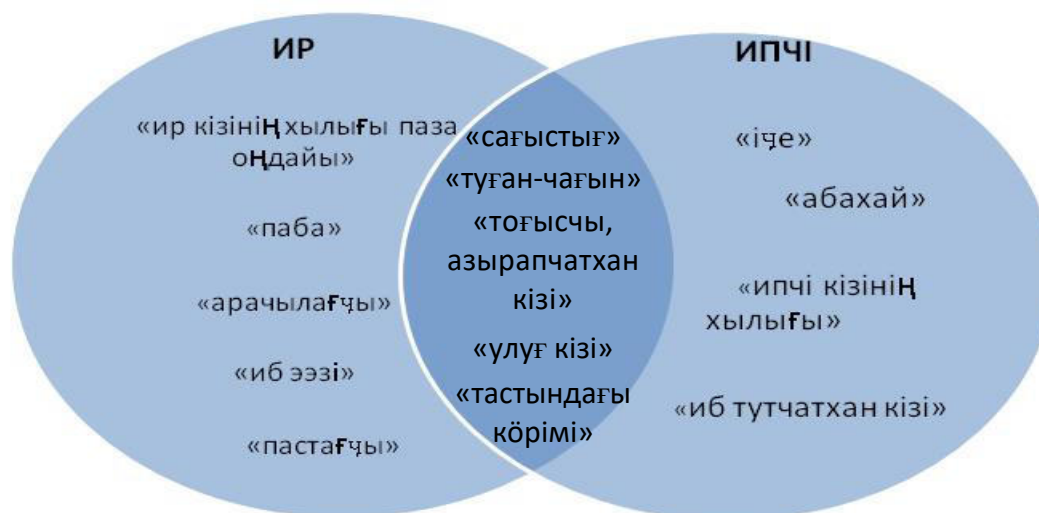 ИР
«ир кізінің хылығы паза
оңдайы»
«паба»
«арачылағҷы»
«иб ээзі»
«пастағҷы»
«сағыстығ»
«туған-чағын»
«тоғысчы,
азырапчатхан
кізі»
«улуғ кізі»
«тастындағы
кӧрімі»
ИПЧІ
«іҷе»
«абахай»
«ипчі кізінің
хылығы»
«иб тутчатхан кізі»